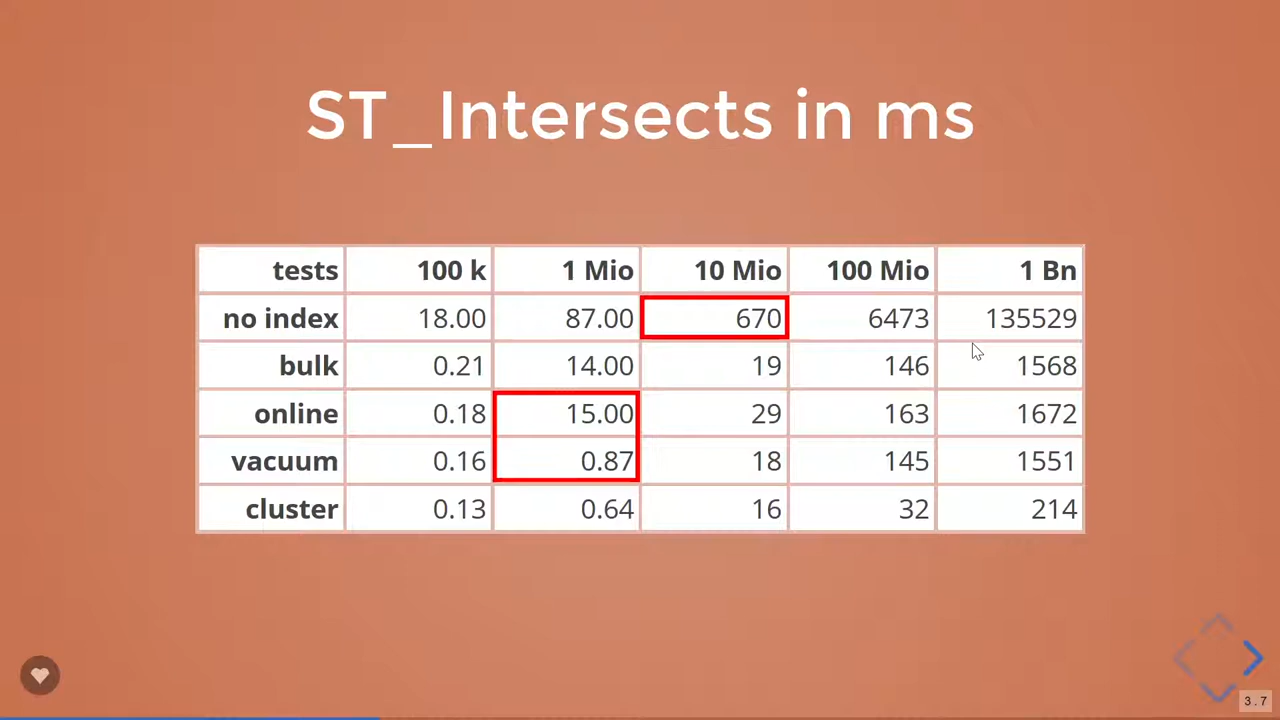 ST_Intersects in ms
tests 100 k 1 Mio 10 Mio 100 Mio 1 Bn
no index 18.00 87.00 670 6473 135529
bulk 0.21 14.00 19 146 1568
online 0.18 15.00 29 163 1672
vacuum 0.16 0.87 18 145 1551
cluster 0.13 0.64 16 32 214
3.7